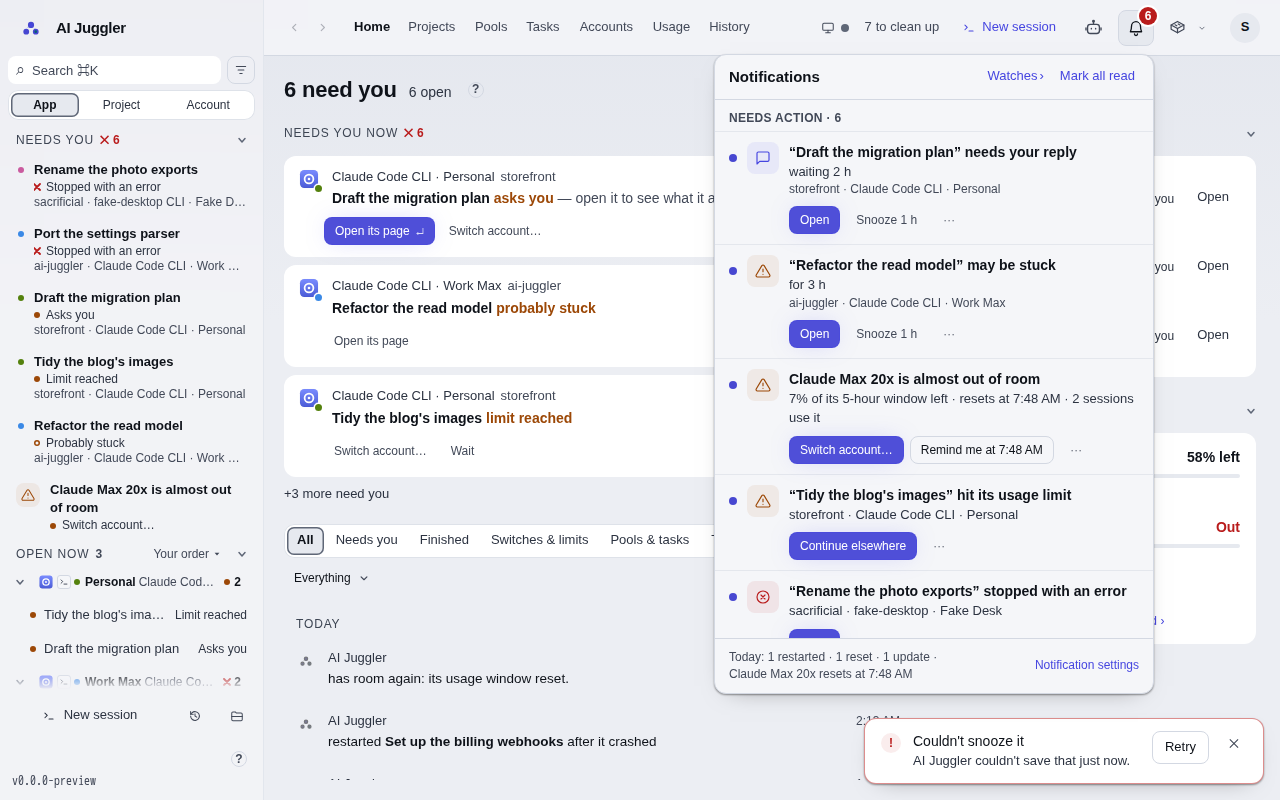 AI Juggler
Search ⌘K
App
Project
Account
NEEDS YOU 6
Rename the photo exports
Stopped with an error
sacrificial · fake-desktop CLI · Fake D…
Port the settings parser
Stopped with an error
ai-juggler · Claude Code CLI · Work …
Draft the migration plan
Asks you
storefront · Claude Code CLI · Personal
Tidy the blog's images
Limit reached
storefront · Claude Code CLI · Personal
Refactor the read model
Probably stuck
ai-juggler · Claude Code CLI · Work …
Claude Max 20x is almost out
of room
Switch account…
OPEN NOW 3
Your order
Personal Claude Cod… 2
Tidy the blog's ima… Limit reached
Draft the migration plan Asks you
Work Max Claude Co… 2
New session
?
v0.0.0-preview
Home
Projects
Pools
Tasks
Accounts
Usage
History
7 to clean up
New session
6
S
6 need you 6 open ?
NEEDS YOU NOW 6
Claude Code CLI · Personal storefront
Draft the migration plan asks you — open it to see what it a
Open its page
Switch account…
Claude Code CLI · Work Max ai-juggler
Refactor the read model probably stuck
Open its page
Claude Code CLI · Personal storefront
Tidy the blog's images limit reached
Switch account…
Wait
+3 more need you
you Open
you Open
you Open
58% left
Out
All
Needs you
Finished
Switches & limits
Pools & tasks
Everything
TODAY
AI Juggler
has room again: its usage window reset.
AI Juggler
restarted Set up the billing webhooks after it crashed
Notifications
Watches ›
Mark all read
NEEDS ACTION · 6
“Draft the migration plan” needs your reply
waiting 2 h
storefront · Claude Code CLI · Personal
Open
Snooze 1 h
···
“Refactor the read model” may be stuck
for 3 h
ai-juggler · Claude Code CLI · Work Max
Open
Snooze 1 h
···
Claude Max 20x is almost out of room
7% of its 5-hour window left · resets at 7:48 AM · 2 sessions
use it
Switch account…
Remind me at 7:48 AM
···
“Tidy the blog's images” hit its usage limit
storefront · Claude Code CLI · Personal
Continue elsewhere
···
“Rename the photo exports” stopped with an error
sacrificial · fake-desktop · Fake Desk
Today: 1 restarted · 1 reset · 1 update ·
Claude Max 20x resets at 7:48 AM
Notification settings
!
Couldn't snooze it
AI Juggler couldn't save that just now.
Retry